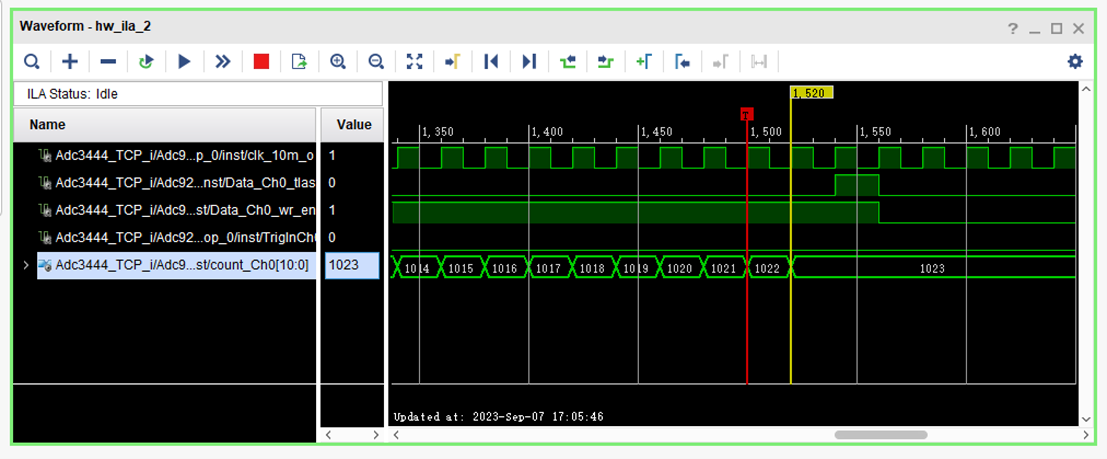 Waveform - hw_ila_2
ILA Status: Idle
Name Value
1,520
T
1,350 1,400 1,450 1,500 1,550 1,600
Adc3444_TCP_i/Adc9...p_0/inst/clk_10m_o 1
Adc3444_TCP_i/Adc92...nst/Data_Ch0_tlas 0
Adc3444_TCP_i/Adc9...st/Data_Ch0_wr_en 1
Adc3444_TCP_i/Adc92...op_0/inst/TrigInCh0 0
Adc3444_TCP_i/Adc9...st/count_Ch0[10:0] 1023 1014 1015 1016 1017 1018 1019 1020 1021 1022 1023
Updated at: 2023-Sep-07 17:05:46